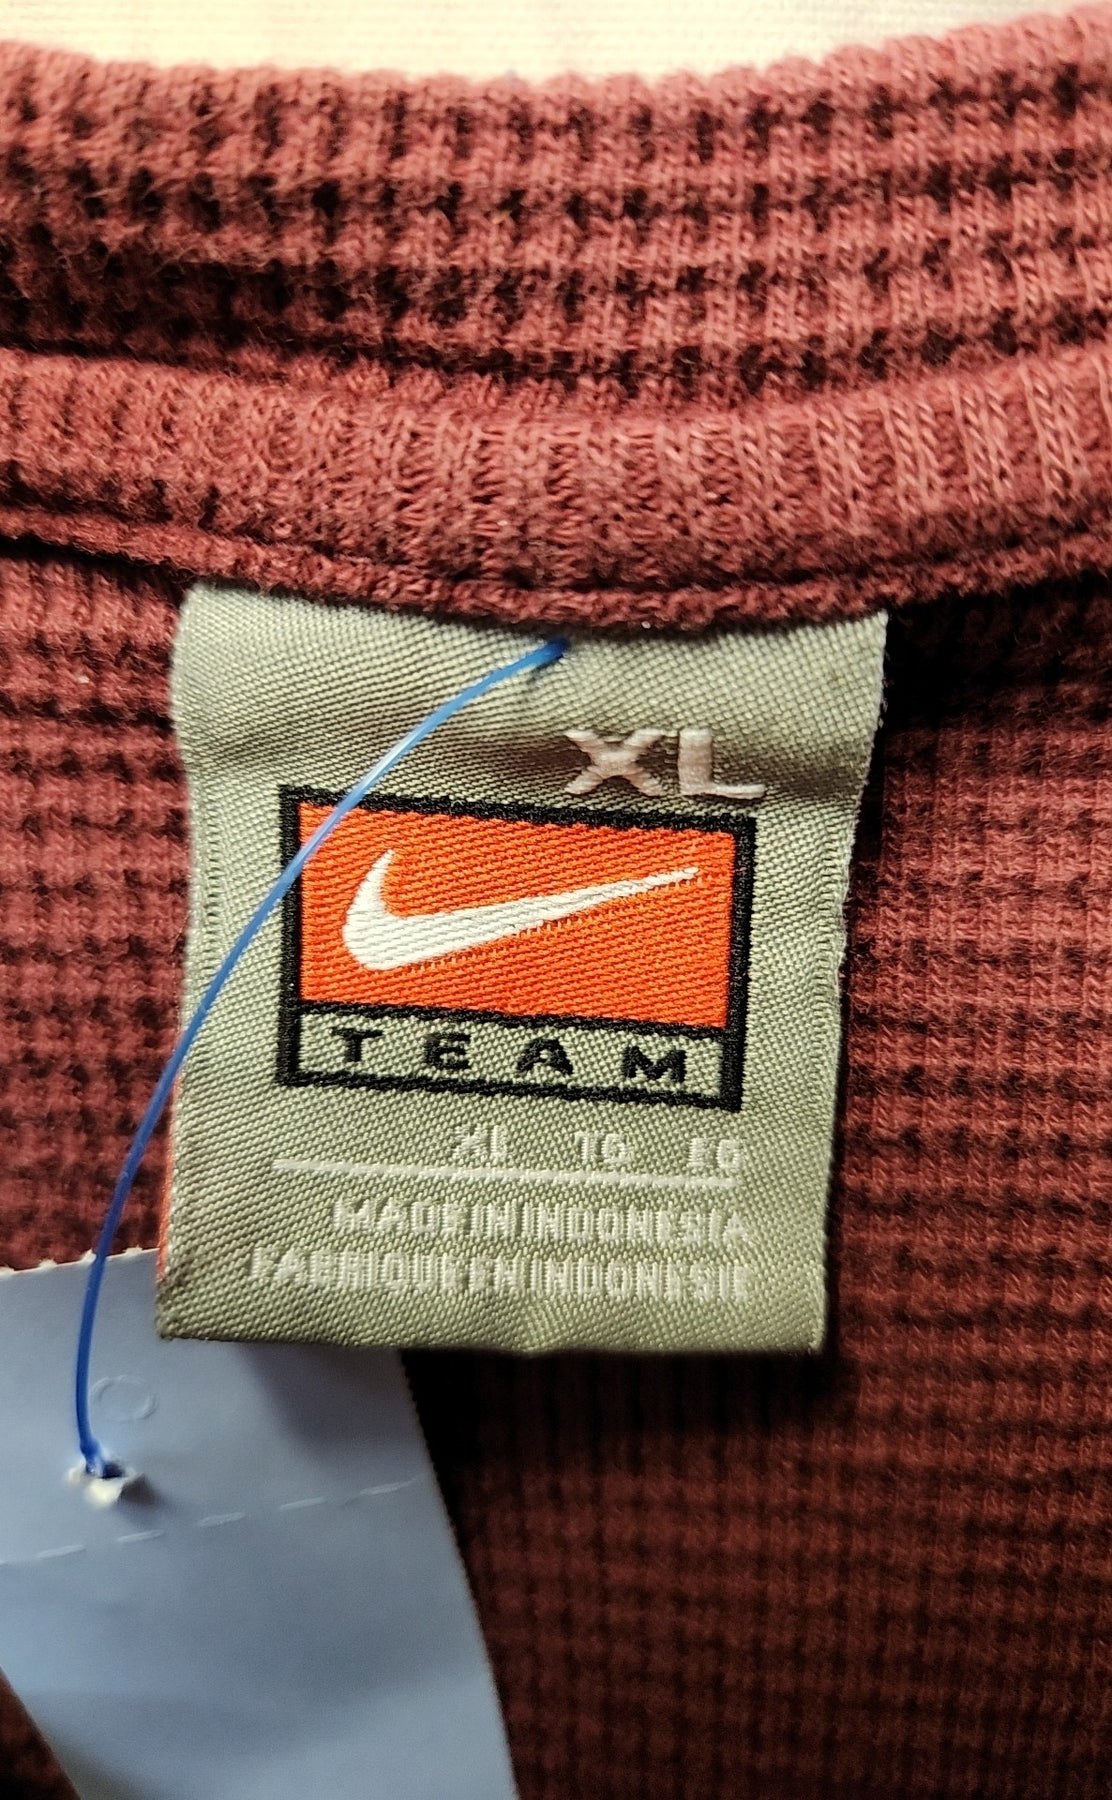 XL
TEAM
XL TG EG
MADE IN INDONESIA
FABRIQUE EN INDONESIE